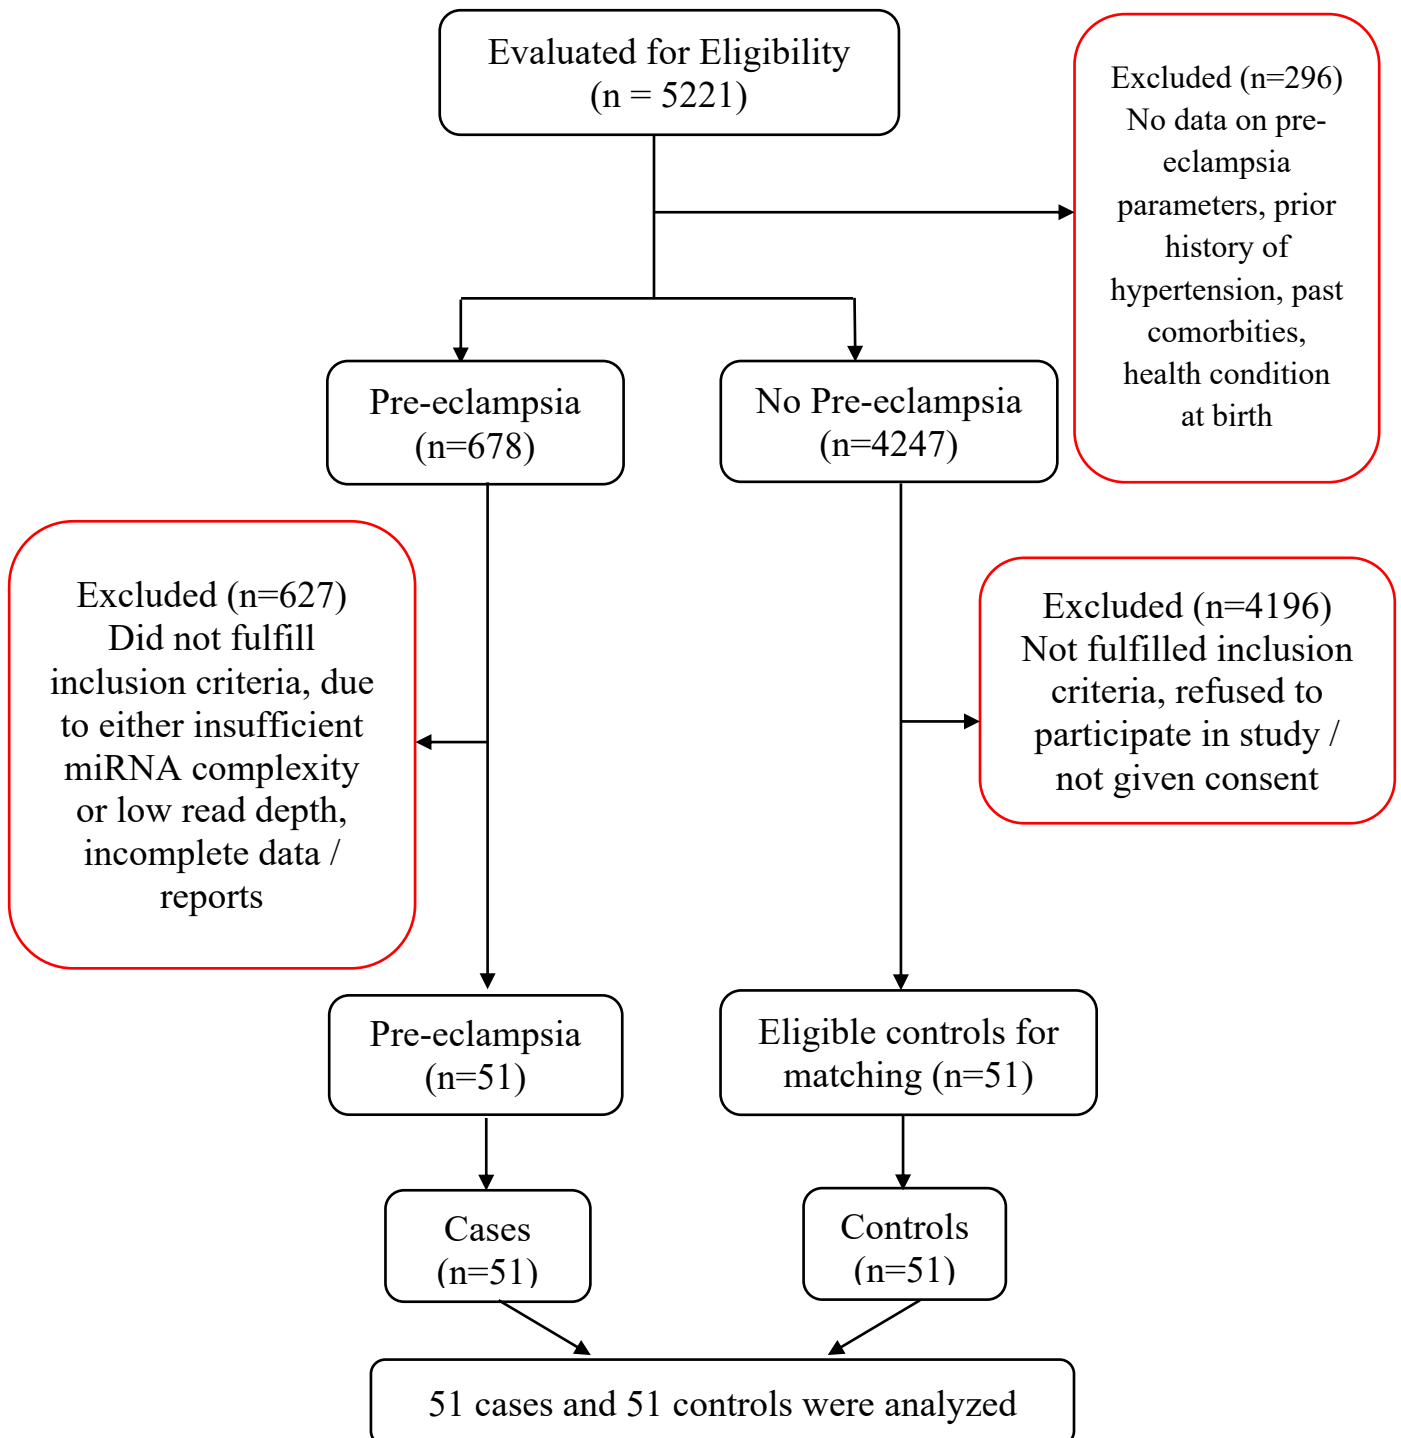 Evaluated for Eligibility
(n = 5221)
Excluded (n=296)
No data on pre-
eclampsia
parameters, prior
history of
hypertension, past
comorbities,
health condition
at birth
Pre-eclampsia
(n=678)
No Pre-eclampsia
(n=4247)
Excluded (n=627)
Did not fulfill
inclusion criteria, due
to either insufficient
miRNA complexity
or low read depth,
incomplete data /
reports
Excluded (n=4196)
Not fulfilled inclusion
criteria, refused to
participate in study /
not given consent
Pre-eclampsia
(n=51)
Eligible controls for
matching (n=51)
Cases
(n=51)
Controls
(n=51)
51 cases and 51 controls were analyzed